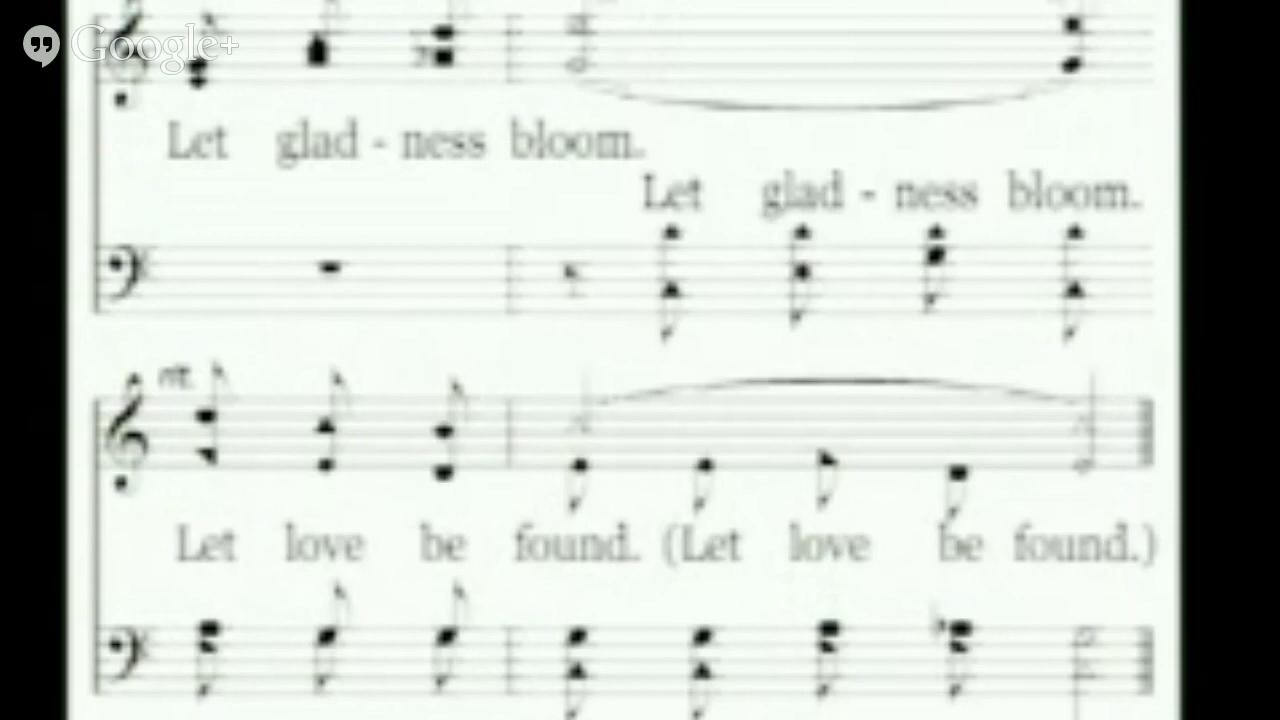 Google+
Let glad - ness bloom.
Let glad - ness bloom.
rit.
Let love be found. (Let love be found.)